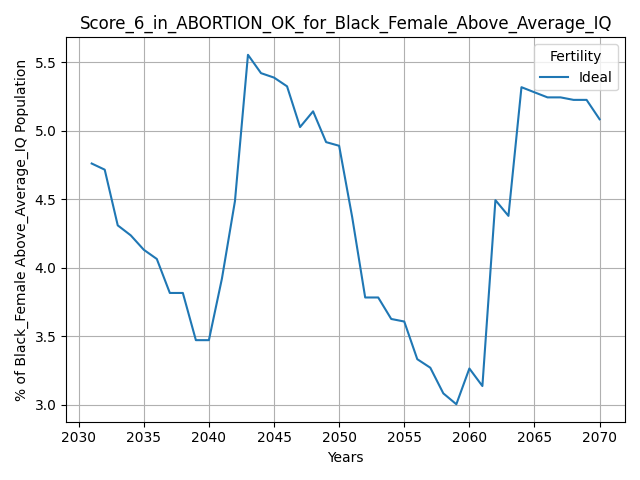 Score_6_in_ABORTION_OK_for_Black_Female_Above_Average_IQ
Fertility
Ideal
% of Black_Female Above_Average_IQ Population
5.5
5.0
4.5
4.0
3.5
3.0
2030 2035 2040 2045 2050 2055 2060 2065 2070
Years